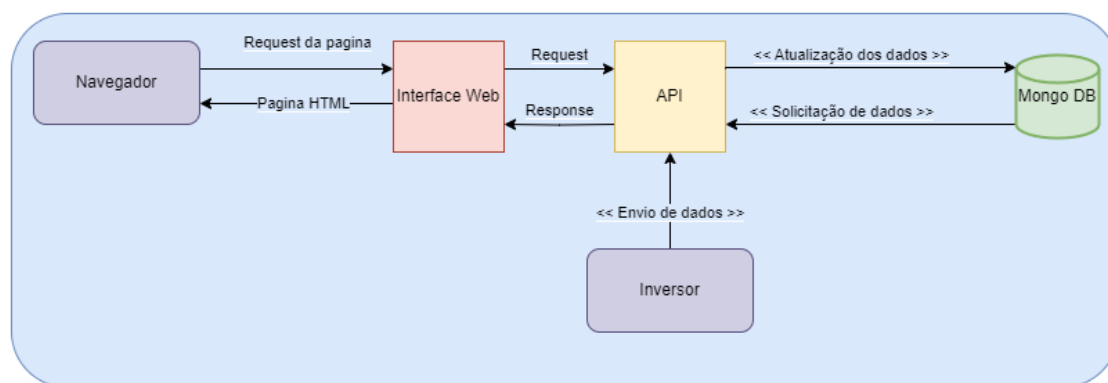 Request da pagina
Request
<< Atualização dos dados >>
Navegador
Interface Web
API
Mongo DB
Pagina HTML
Response
<< Solicitação de dados >>
<< Envio de dados >>
Inversor